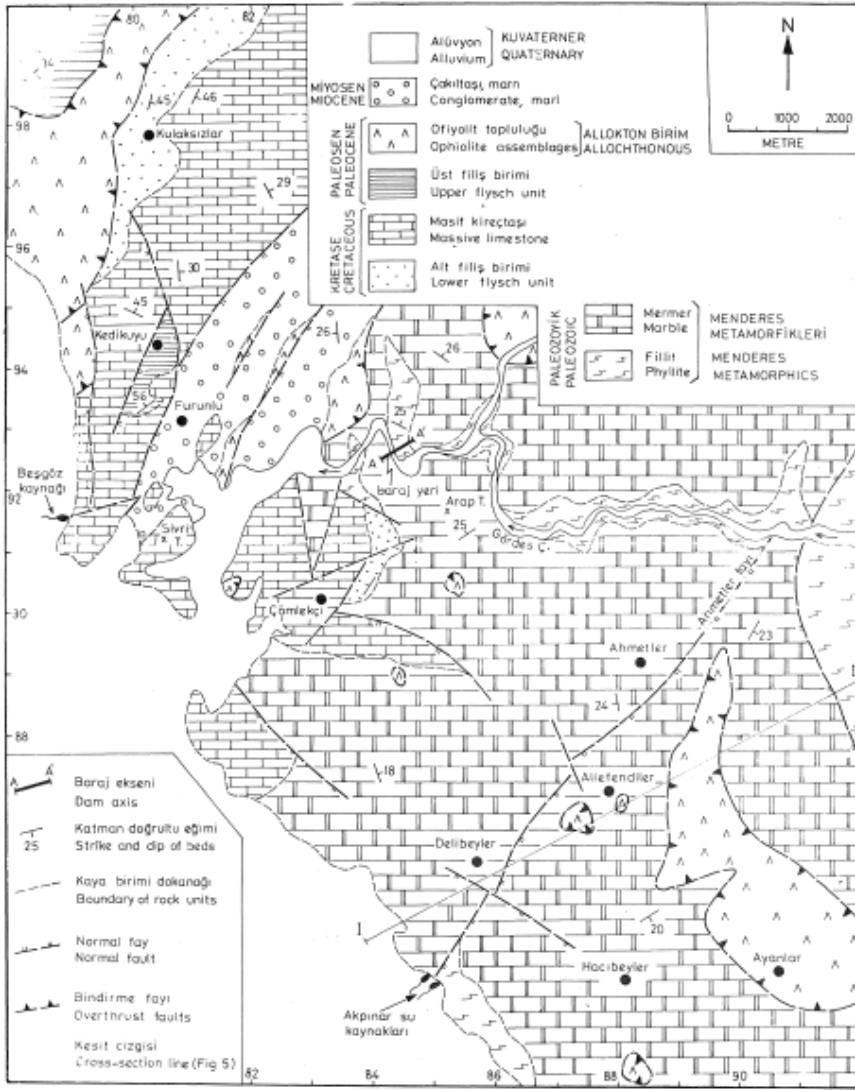 80
82
14
45
46
98
Kulaksızlar
29
96
30
45
Kedikuyu
26
26
94
56
Furunlu
25
A
A'
Beşgöz
kaynağı
92
baraj yeri
Arap T.
25
Sivri
T.
Gördes Ç.
Ahmetler fayı
30
Çömlekçi
Ahmetler
23
24
88
18
Aliefendiler
Delibeyler
I
20
Hacıbeyler
Ayanlar
Akpınar su
kaynakları
82
84
86
88
90
Alüvyon
Alluvium
KUVATERNER
QUATERNARY
MİYOSEN
MIOCENE
Çakıltaşı, marn
Conglomerate, marl
PALEOSEN
PALEOCENE
Ofiyolit topluluğu
Ophiolite assemblages
ALLOKTON BİRİM
ALLOCHTHONOUS
Üst filiş birimi
Upper flysch unit
KRETASE
CRETACEOUS
Masif kireçtaşı
Massive limestone
Alt filiş birimi
Lower flysch unit
PALEOZOYİK
PALEOZOIC
Mermer
Marble
MENDERES
METAMORFİKLERİ
Fillit
Phyllite
MENDERES
METAMORPHICS
N
0 1000 2000
METRE
A A'
Baraj ekseni
Dam axis
25
Katman doğrultu eğimi
Strike and dip of beds
Kaya birimi dokanağı
Boundary of rock units
Normal fay
Normal fault
Bindirme fayı
Overthrust faults
Kesit cizgisi
Cross-section line (Fig 5)